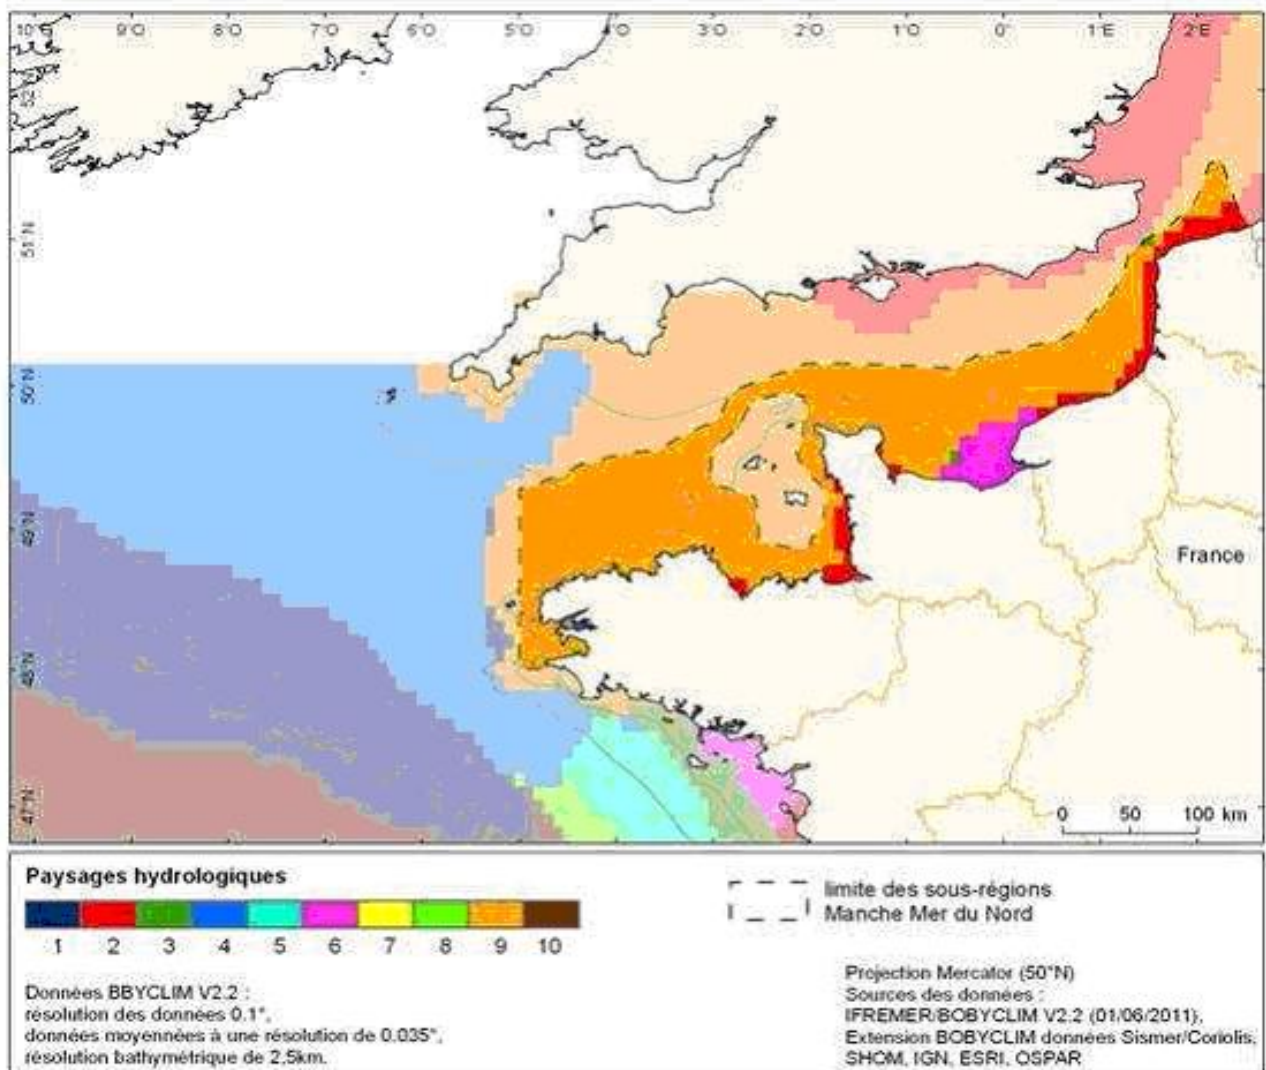 10°O 9°O 8°O 7°O 6°O 5°O 4°O 3°O 2°O 1°O 0° 1°E 2°E
52°N
51°N
50°N
49°N
48°N
47°N
France
0 50 100 km
Paysages hydrologiques
1 2 3 4 5 6 7 8 9 10
Données BBYCLIM V2.2 :
résolution des données 0.1°,
données moyennées à une résolution de 0.035°,
résolution bathymétrique de 2,5km.
limite des sous-régions
Manche Mer du Nord
Projection Mercator (50°N)
Sources des données :
IFREMER/BOBYCLIM V2.2 (01/06/2011),
Extension BOBYCLIM données Sismer/Coriolis,
SHOM, IGN, ESRI, OSPAR